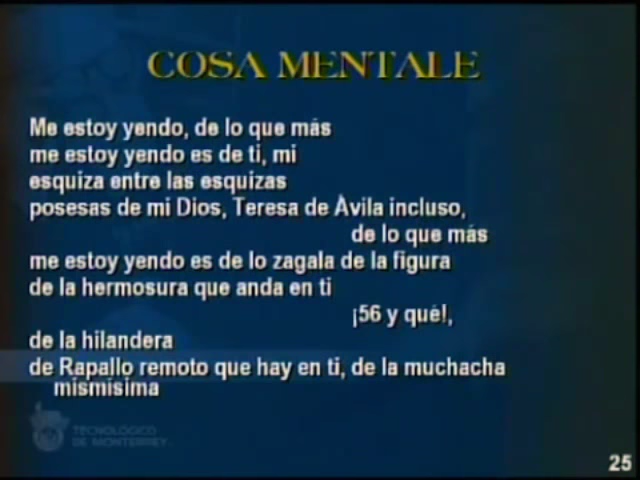 COSA MENTALE
Me estoy yendo, de lo que más
me estoy yendo es de ti, mi
esquiza entre las esquizas
posesas de mi Dios, Teresa de Ávila incluso,
de lo que más
me estoy yendo es de lo zagala de la figura
de la hermosura que anda en ti
¡56 y qué!,
de la hilandera
de Rapallo remoto que hay en ti, de la muchacha
mismísima
TECNOLÓGICO
DE MONTERREY
25